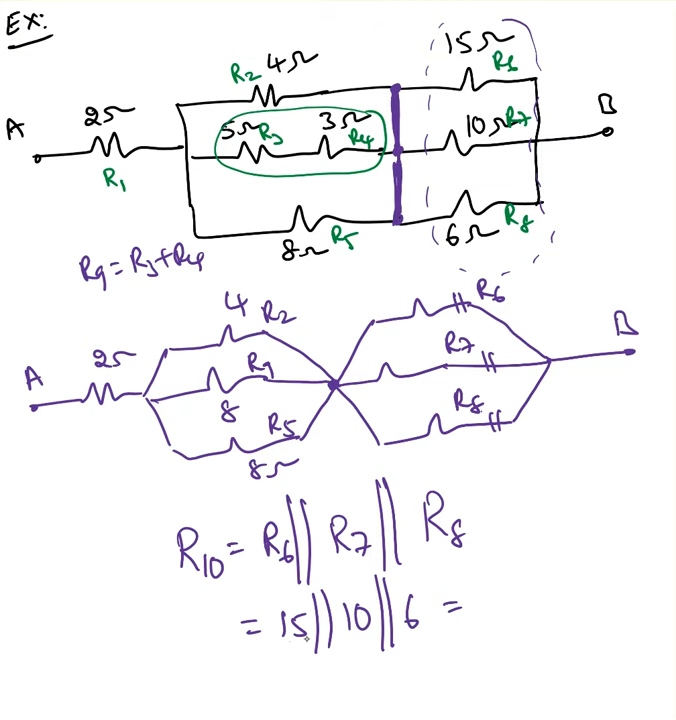 EX:
15Ω
R2 4Ω
R6
A 2Ω
5Ω R3 3Ω R4
10Ω R7
B
R1
8Ω R5
6Ω R8
R9 = R3 + R4
4 R2
R6
A 2Ω
R9
R7
B
8
R5
R8
8Ω
R10 = R6 || R7 || R8
= 15 || 10 || 6 =